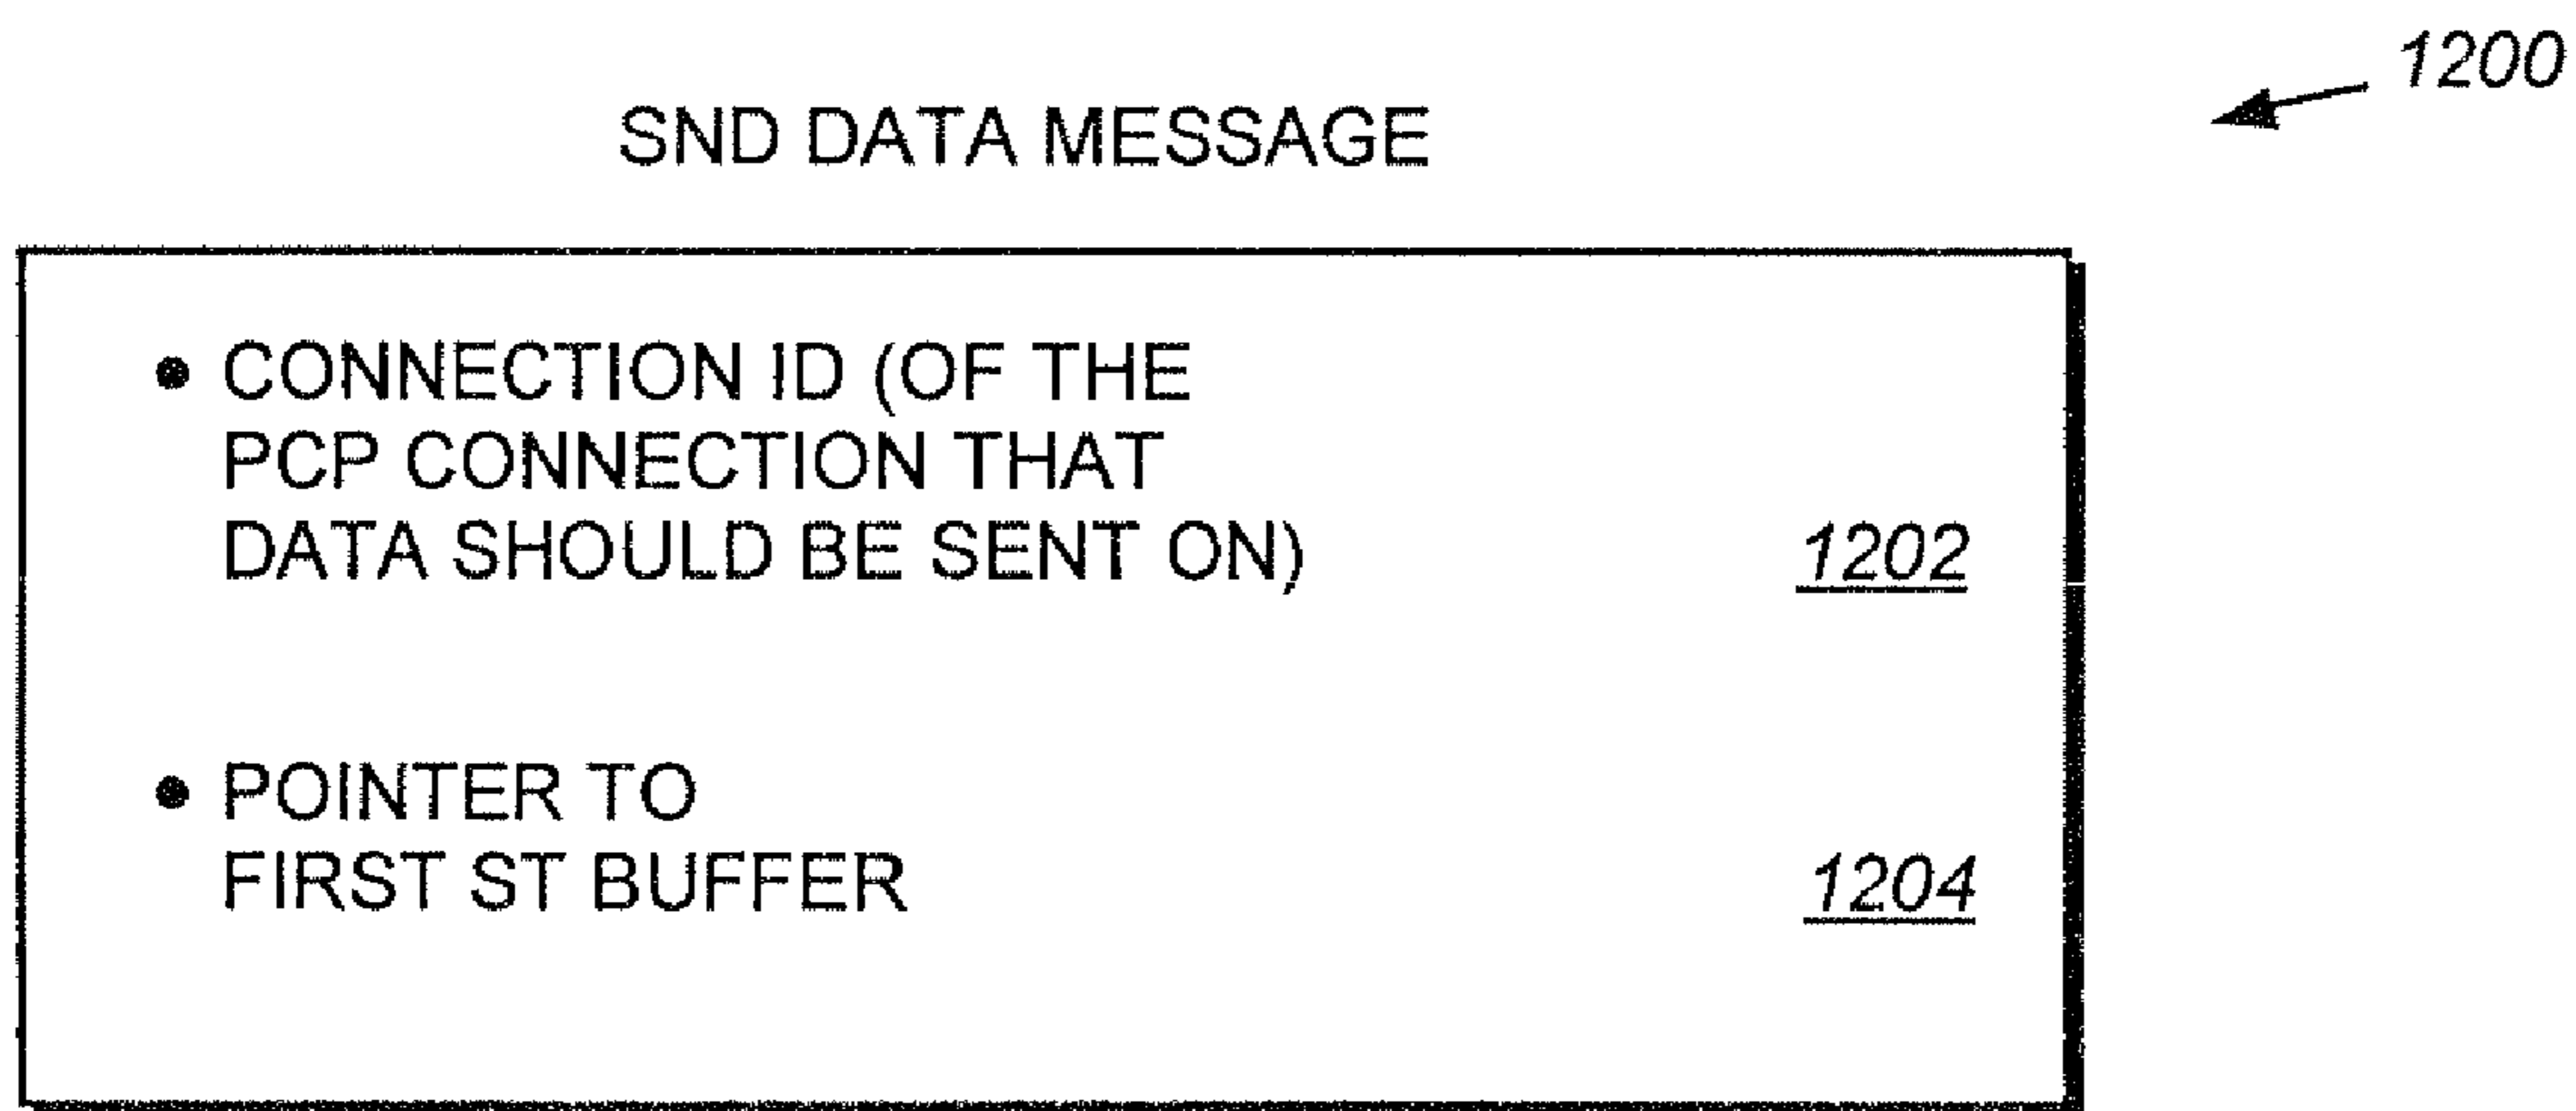 1200
SND DATA MESSAGE
• CONNECTION ID (OF THE
PCP CONNECTION THAT
DATA SHOULD BE SENT ON) 1202
• POINTER TO
FIRST ST BUFFER 1204